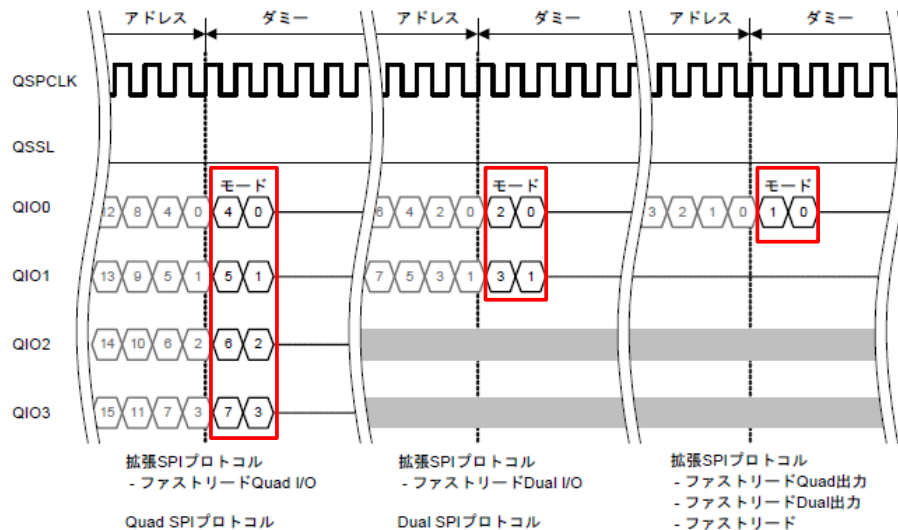 アドレス ダミー アドレス ダミー アドレス ダミー
QSPCLK
QSSL
モード モード モード
QIO0 12 8 4 0 4 0 6 4 2 0 2 0 3 2 1 0 1 0
QIO1 13 9 5 1 5 1 7 5 3 1 3 1
QIO2 14 10 6 2 6 2
QIO3 15 11 7 3 7 3
拡張SPIプロトコル
- ファストリードQuad I/O
Quad SPIプロトコル
拡張SPIプロトコル
- ファストリードDual I/O
Dual SPIプロトコル
拡張SPIプロトコル
- ファストリードQuad出力
- ファストリードDual出力
- ファストリード